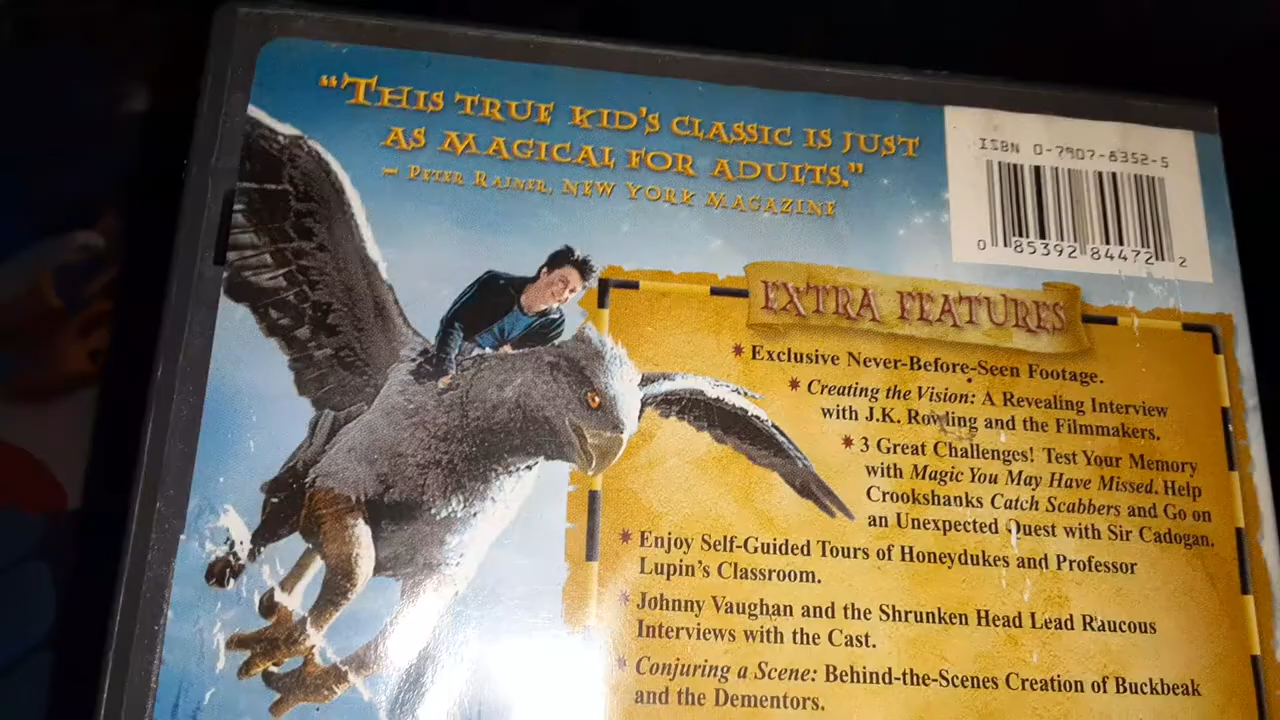 “THIS TRUE KID'S CLASSIC IS JUST
AS MAGICAL FOR ADULTS.”
– PETER RAINER, NEW YORK MAGAZINE
ISBN 0-7907-8352-5
0 85392 84472 2
EXTRA FEATURES
Exclusive Never-Before-Seen Footage.
Creating the Vision: A Revealing Interview
with J.K. Rowling and the Filmmakers.
3 Great Challenges! Test Your Memory
with Magic You May Have Missed. Help
Crookshanks Catch Scabbers and Go on
an Unexpected Quest with Sir Cadogan.
Enjoy Self-Guided Tours of Honeydukes and Professor
Lupin's Classroom.
Johnny Vaughan and the Shrunken Head Lead Raucous
Interviews with the Cast.
Conjuring a Scene: Behind-the-Scenes Creation of Buckbeak
and the Dementors.